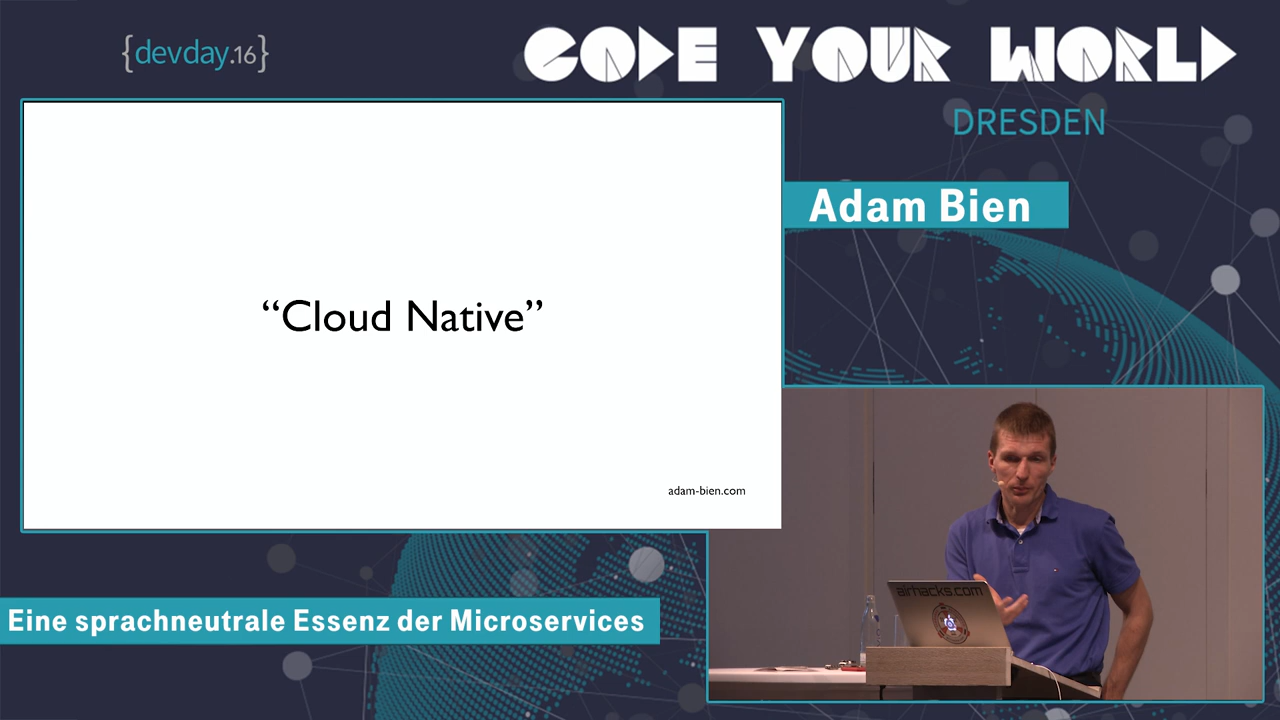 {devday.16}
CODE YOUR WORLD
DRESDEN
Adam Bien
“Cloud Native”
adam-bien.com
airhacks.com
Eine sprachneutrale Essenz der Microservices